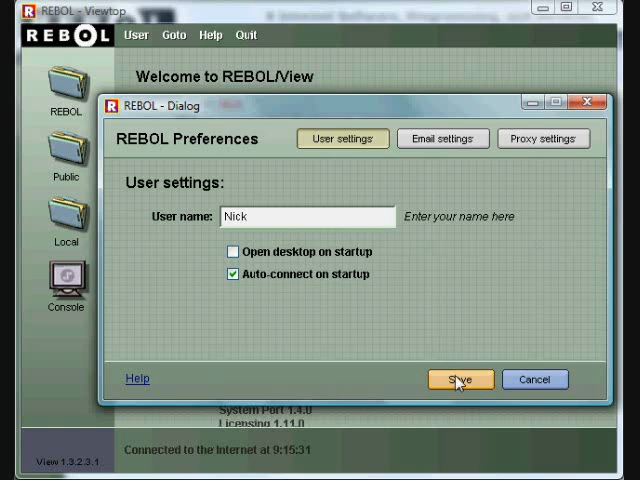 REBOL - Viewtop
REBOL User Goto Help Quit
Welcome to REBOL/View
REBOL - Dialog
REBOL
REBOL Preferences User settings Email settings Proxy settings
Public
User settings:
User name: Nick Enter your name here
Local
Open desktop on startup
Auto-connect on startup
Console
Help Save Cancel
System Port 1.4.0
Licensing 1.11.0
Connected to the Internet at 9:15:31
View 1.3.2.3.1